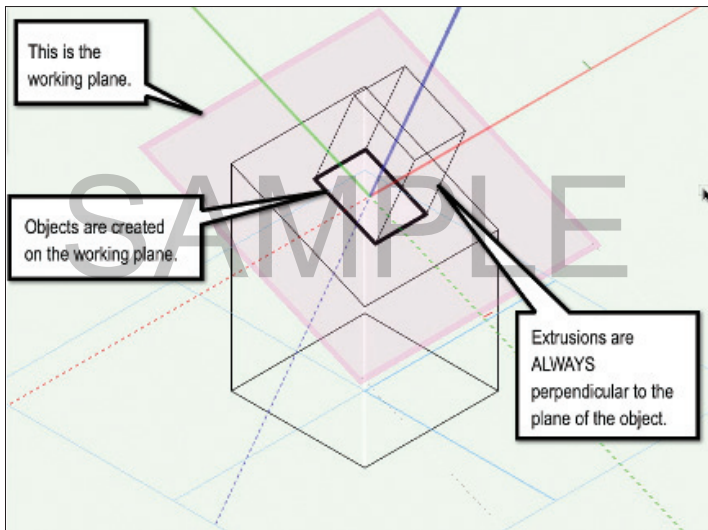 This is the
working plane.
SAMPLE
Objects are created
on the working plane.
Extrusions are
ALWAYS
perpendicular to the
plane of the object.